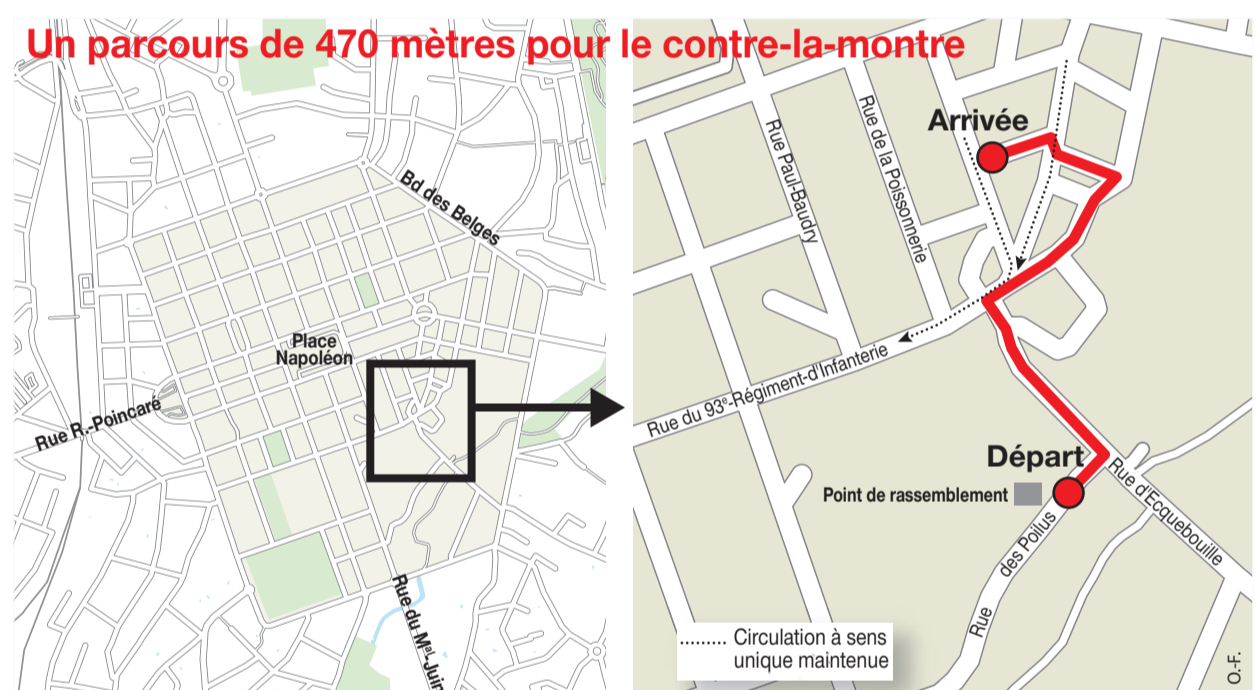 Un parcours de 470 mètres pour le contre-la-montre
Bd des Belges
Place
Napoléon
Rue R.-Poincaré
Rue du Mal-Juin
Arrivée
Rue Paul-Baudry
Rue de la Poissonnerie
Rue du 93e-Régiment-d'Infanterie
Départ
Point de rassemblement
Rue d'Ecquebouille
Rue des Poilus
......... Circulation à sens
unique maintenue
O.-F.